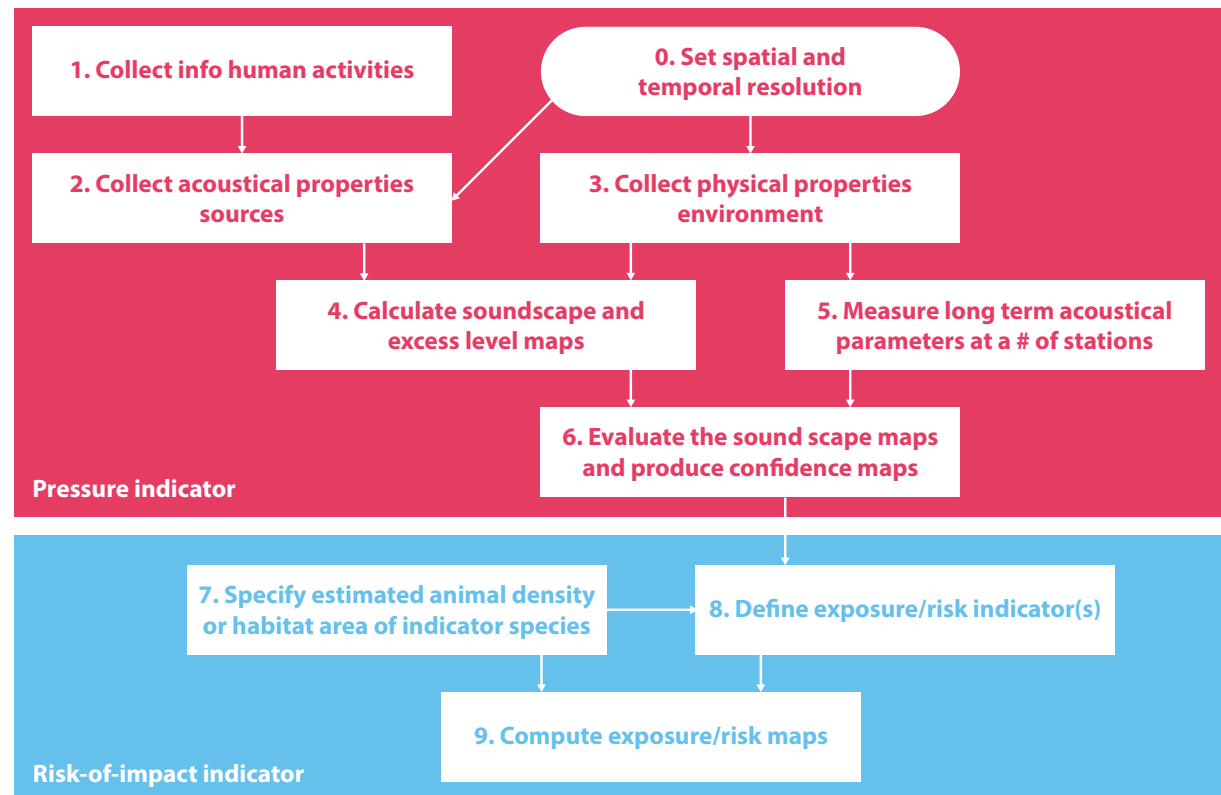 1. Collect info human activities
0. Set spatial and
temporal resolution
2. Collect acoustical properties
sources
3. Collect physical properties
environment
4. Calculate soundscape and
excess level maps
5. Measure long term acoustical
parameters at a # of stations
6. Evaluate the sound scape maps
and produce confidence maps
Pressure indicator
7. Specify estimated animal density
or habitat area of indicator species
8. Define exposure/risk indicator(s)
9. Compute exposure/risk maps
Risk-of-impact indicator